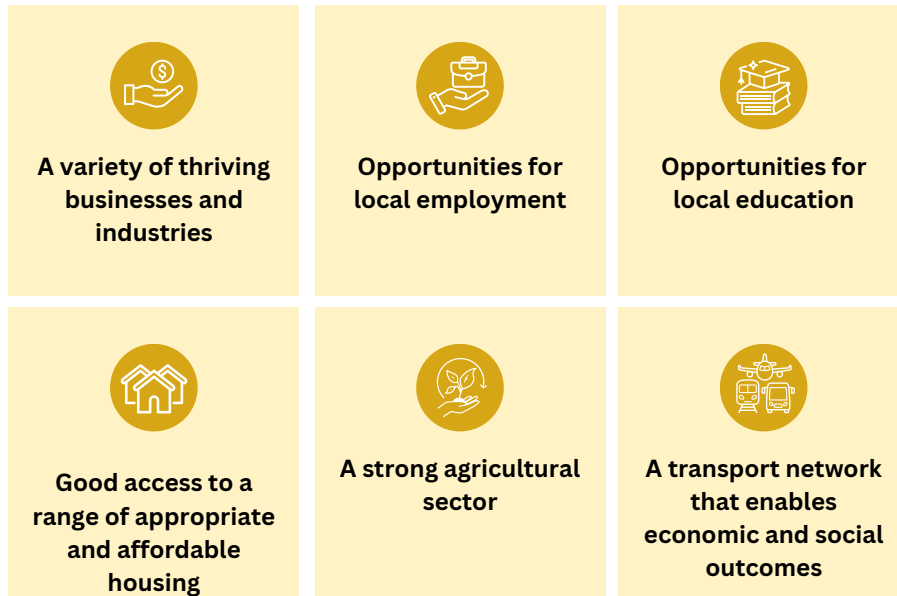 $
A variety of thriving
businesses and
industries
Opportunities for
local employment
Opportunities for
local education
Good access to a
range of appropriate
and affordable
housing
A strong agricultural
sector
A transport network
that enables
economic and social
outcomes